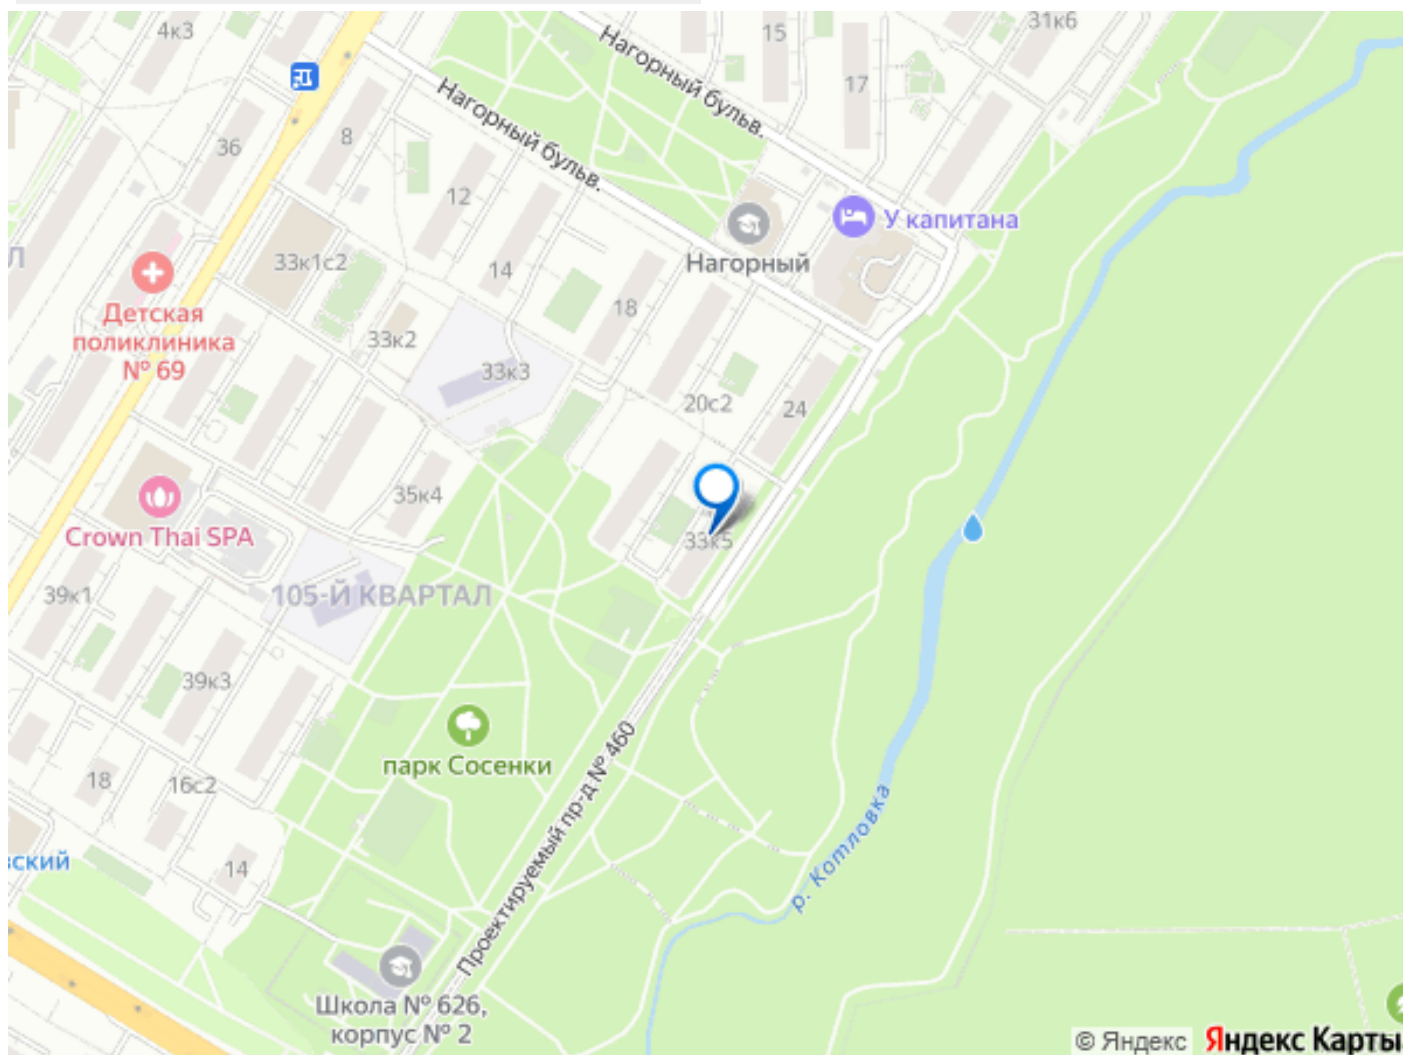 4к3
15
31к6
Нагорный бульв.
17
Нагорный бульв.
8
36
12
У капитана
Л
33к1с2
14
Нагорный
Детская
поликлиника
№ 69
18
33к2
33к3
20с2
24
35к4
Crown Thai SPA
33к5
39к1
105-Й КВАРТАЛ
39к3
Проектируемый пр-д № 460
парк Сосенки
18
16с2
р. Котловка
ский
14
Школа № 626,
корпус № 2
© Яндекс Яндекс Карты